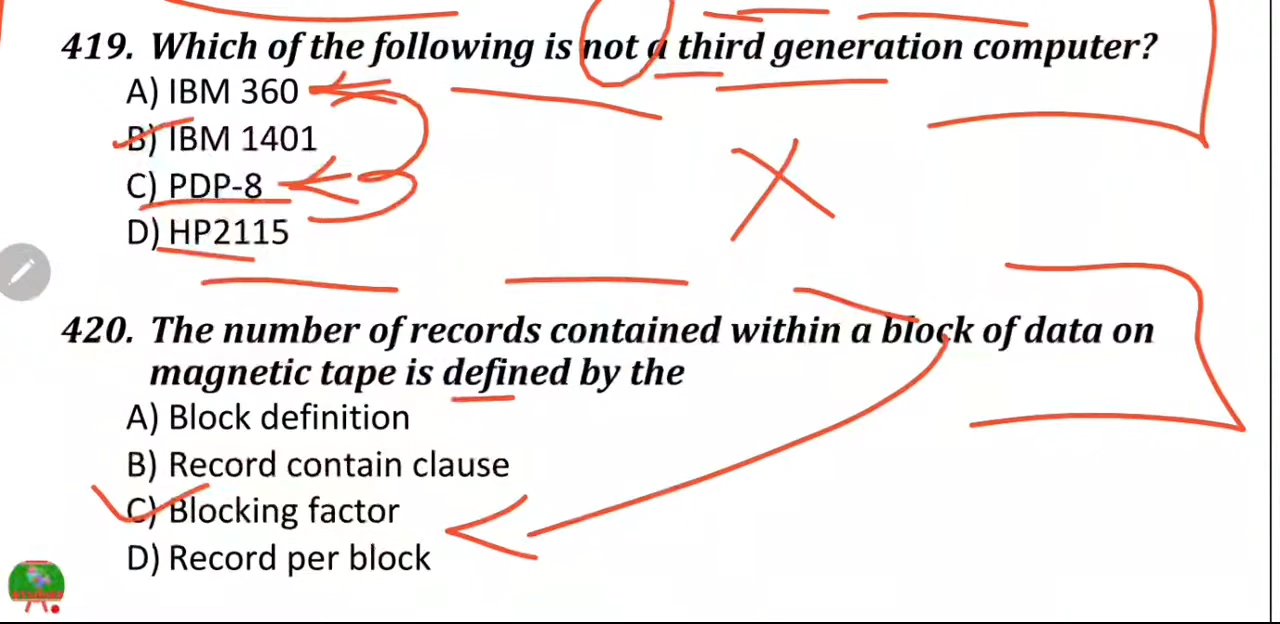 419. Which of the following is not a third generation computer?
A) IBM 360
B) IBM 1401
C) PDP-8
D) HP2115
420. The number of records contained within a block of data on
magnetic tape is defined by the
A) Block definition
B) Record contain clause
C) Blocking factor
D) Record per block